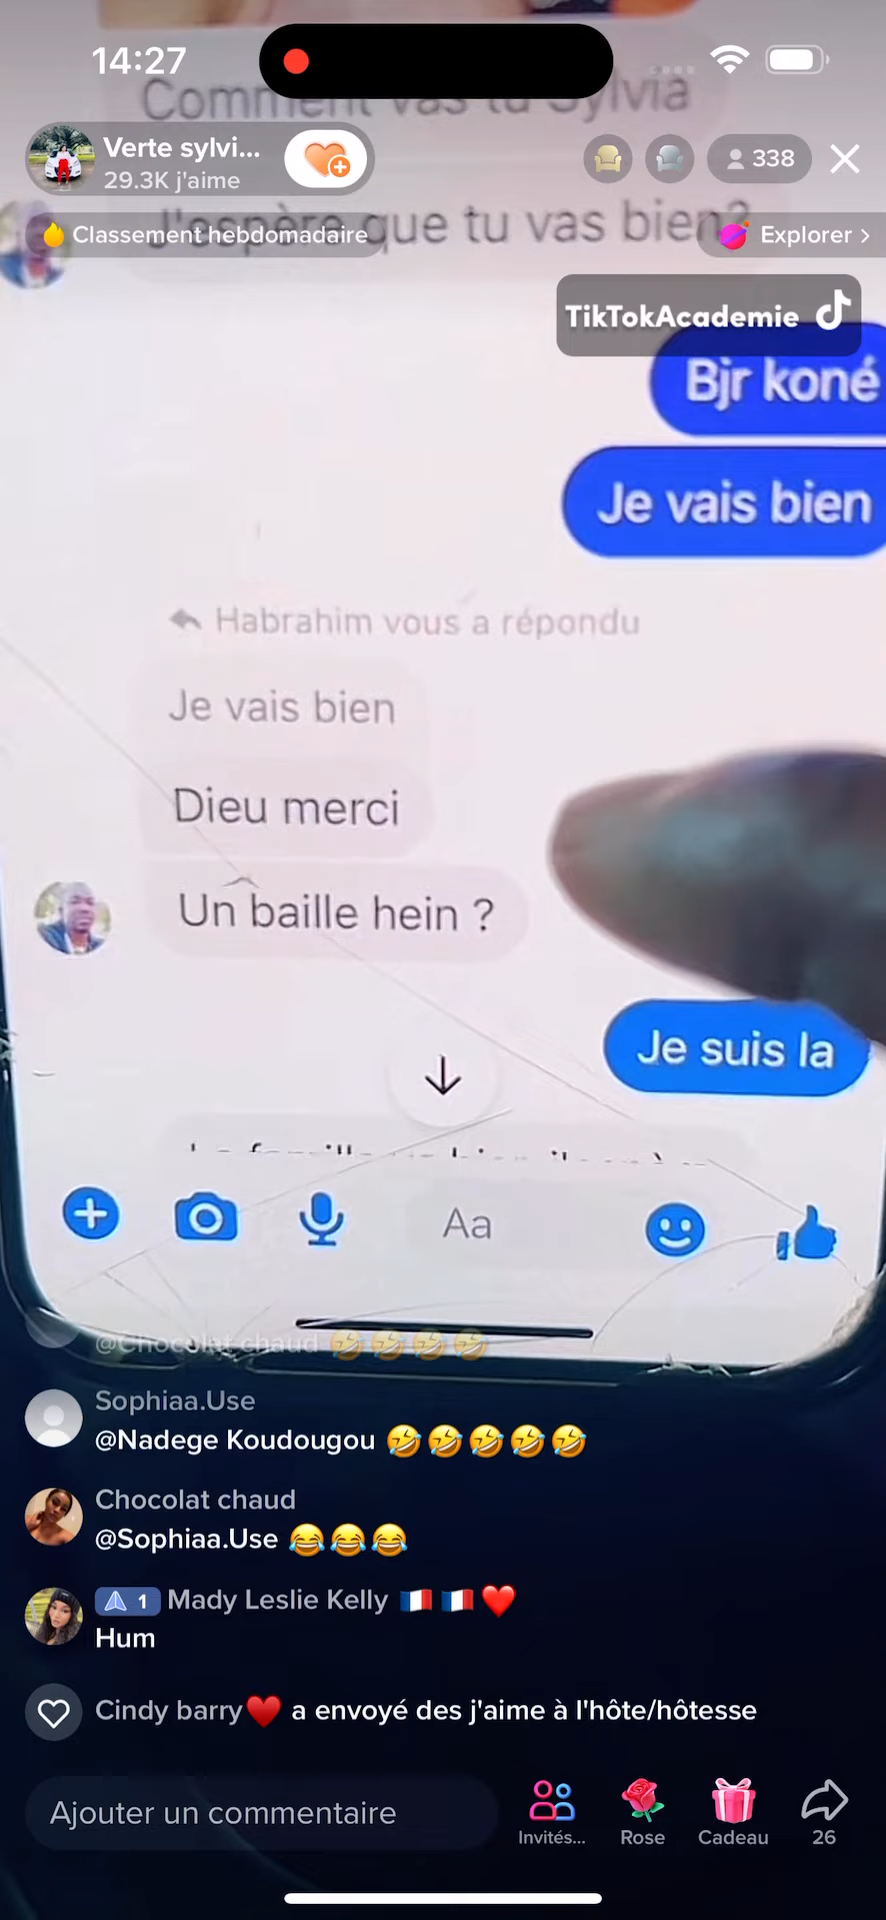 14:27
Comment vas tu Sylvia
Verte sylvi...
29.3K j'aime
338
J'espère que tu vas bien?
Classement hebdomadaire
Explorer >
TikTokAcademie
Bjr koné
Je vais bien
Habrahim vous a répondu
Je vais bien
Dieu merci
Un baille hein ?
Je suis la
Aa
@Chocolat chaud 🤣🤣🤣🤣
Sophiaa.Use
@Nadege Koudougou 🤣🤣🤣🤣🤣
Chocolat chaud
@Sophiaa.Use 😂😂😂
1 Mady Leslie Kelly 🇫🇷🇫🇷❤️
Hum
Cindy barry❤️ a envoyé des j'aime à l'hôte/hôtesse
Ajouter un commentaire
Invités...
Rose
Cadeau
26